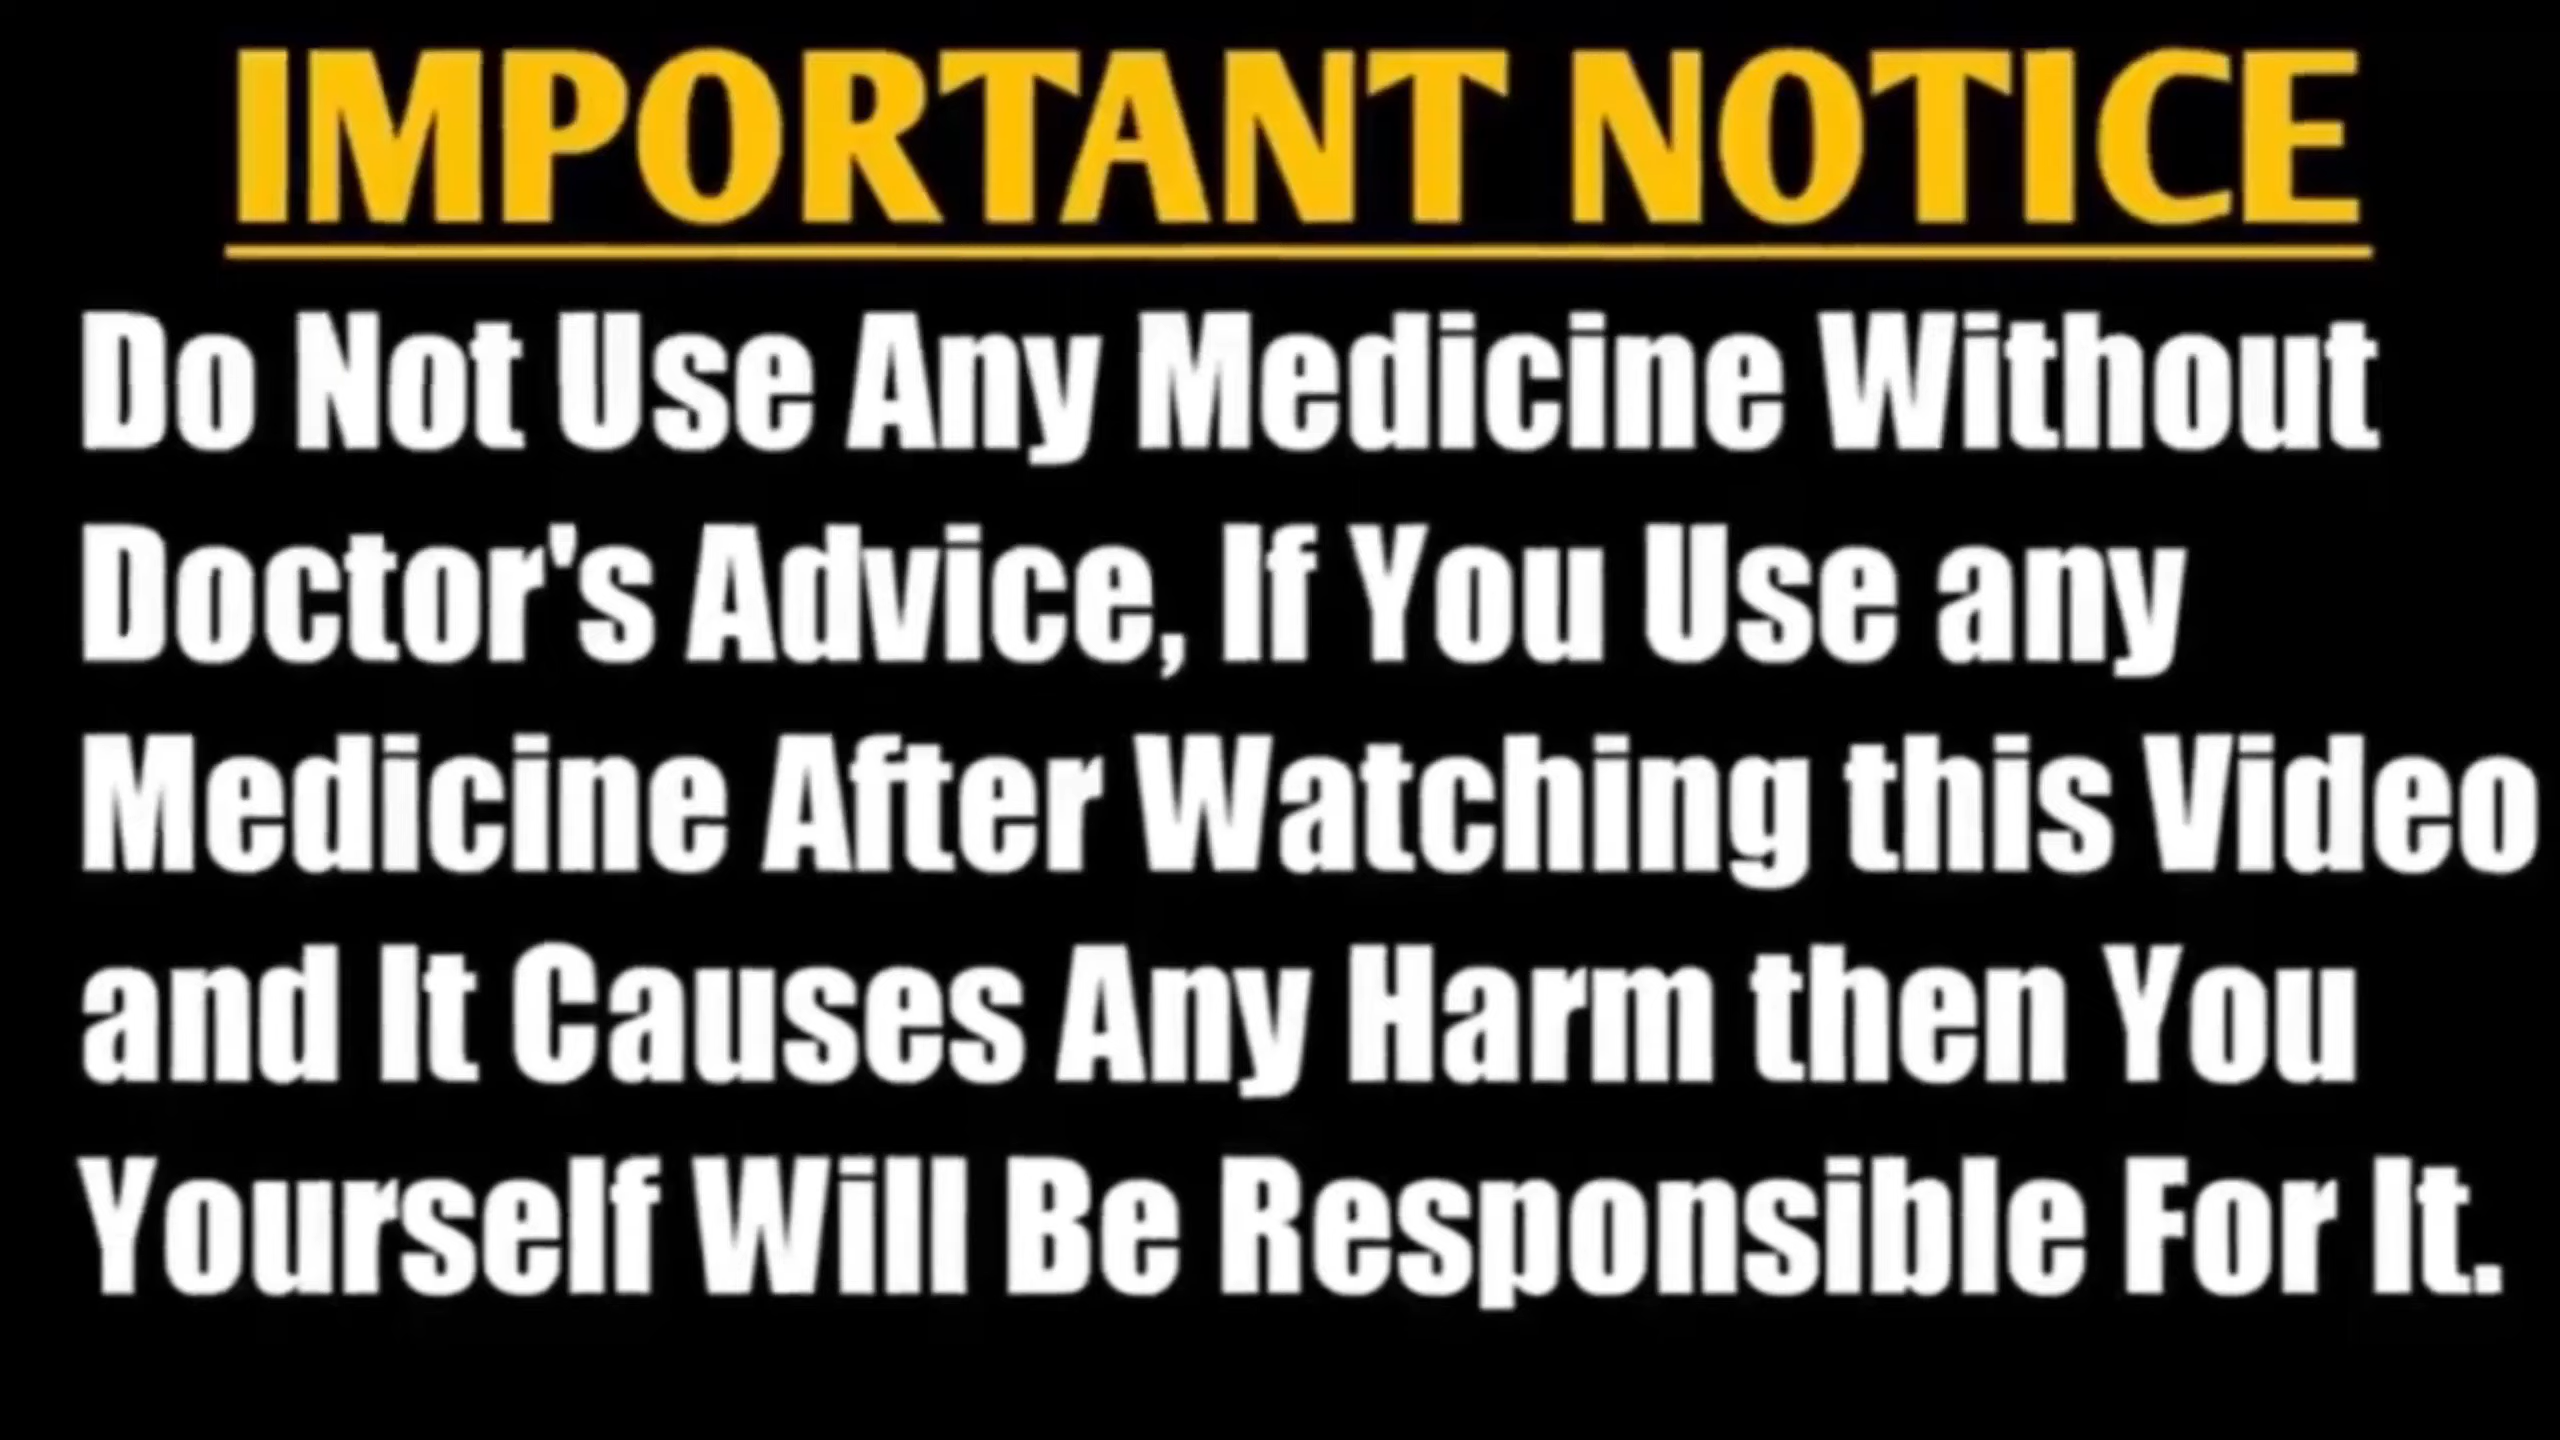 IMPORTANT NOTICE
Do Not Use Any Medicine Without
Doctor's Advice, If You Use any
Medicine After Watching this Video
and It Causes Any Harm then You
Yourself Will Be Responsible For It.